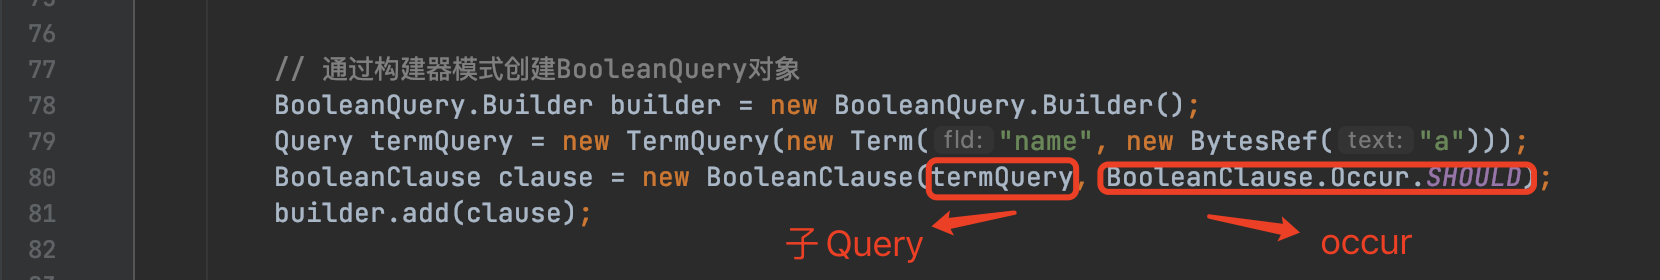 76
77 // 通过构建器模式创建BooleanQuery对象
78 BooleanQuery.Builder builder = new BooleanQuery.Builder();
79 Query termQuery = new TermQuery(new Term( fld: "name", new BytesRef( text: "a")));
80 BooleanClause clause = new BooleanClause(termQuery, BooleanClause.Occur.SHOULD);
81 builder.add(clause);
子 Query occur
82